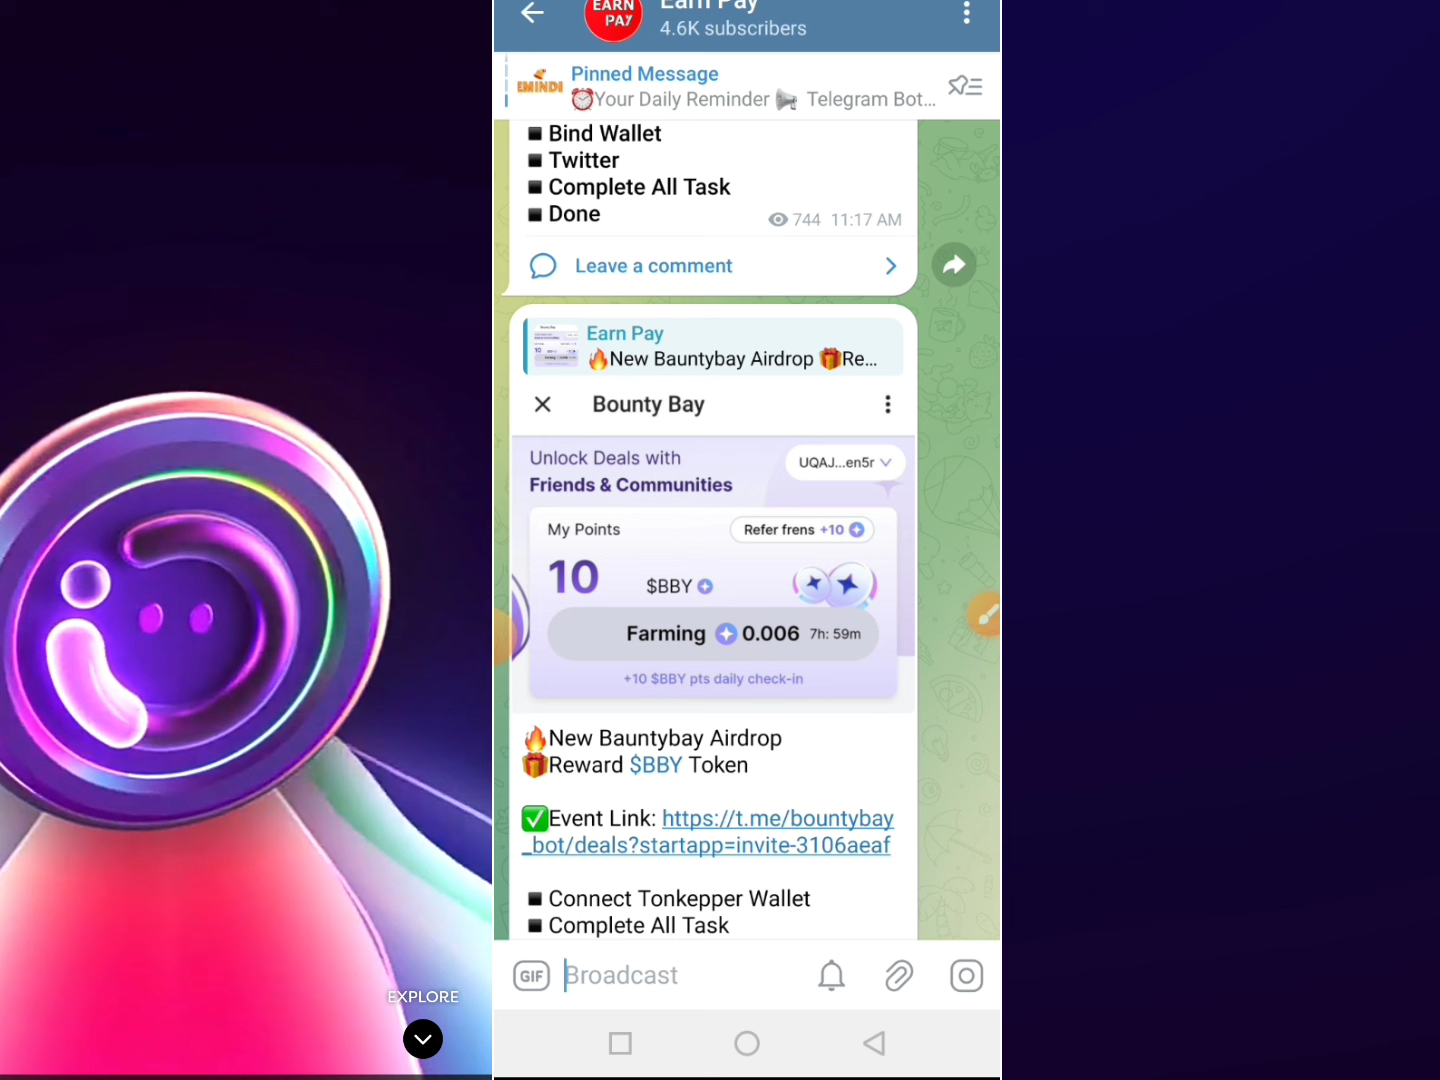 EARN
PAY
Earn Pay
4.6K subscribers
EMINDI
Pinned Message
⏰Your Daily Reminder 📢 Telegram Bot...
▪ Bind Wallet
▪ Twitter
▪ Complete All Task
▪ Done
744 11:17 AM
Leave a comment
Earn Pay
🔥New Bauntybay Airdrop 🎁Re...
Bounty Bay
Unlock Deals with
Friends & Communities
UQAJ...en5r
My Points
Refer frens +10
10
$BBY
Farming 0.006 7h: 59m
+10 $BBY pts daily check-in
🔥New Bauntybay Airdrop
🎁Reward $BBY Token
✅Event Link: https://t.me/bountybay
_bot/deals?startapp=invite-3106aeaf
▪ Connect Tonkepper Wallet
▪ Complete All Task
GIF
Broadcast
EXPLORE